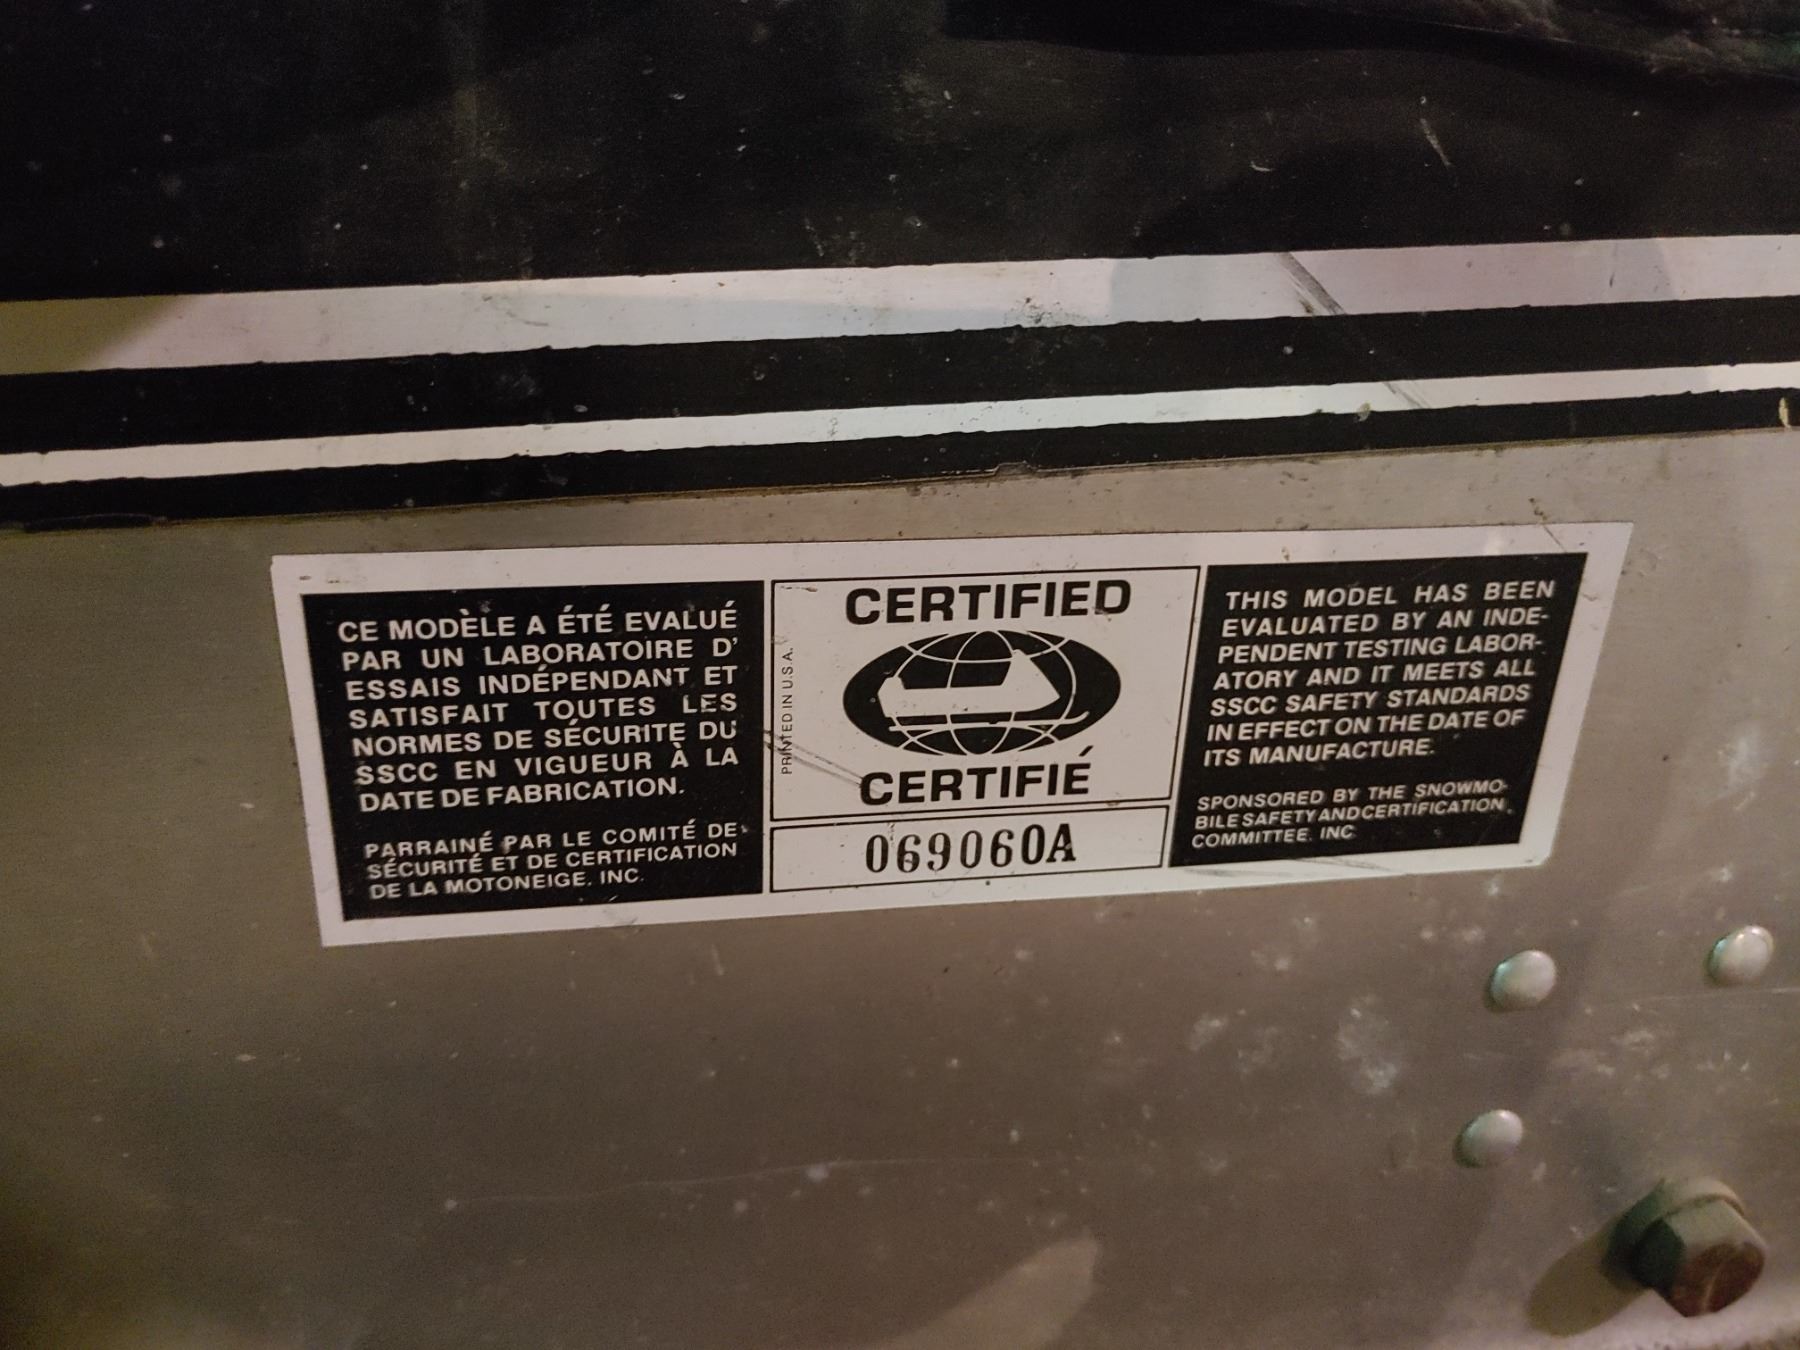 CE MODÈLE A ÉTÉ EVALUÉ
PAR UN LABORATOIRE D'
ESSAIS INDÉPENDANT ET
SATISFAIT TOUTES LES
NORMES DE SÉCURITE DU
SSCC EN VIGUEUR À LA
DATE DE FABRICATION.
PARRAINÉ PAR LE COMITÉ DE
SÉCURITÉ ET DE CERTIFICATION
DE LA MOTONEIGE, INC.
PRINTED IN U.S.A.
CERTIFIED
CERTIFIÉ
069060A
THIS MODEL HAS BEEN
EVALUATED BY AN INDE-
PENDENT TESTING LABOR-
ATORY AND IT MEETS ALL
SSCC SAFETY STANDARDS
IN EFFECT ON THE DATE OF
ITS MANUFACTURE.
SPONSORED BY THE SNOWMO-
BILE SAFETY AND CERTIFICATION
COMMITTEE, INC.